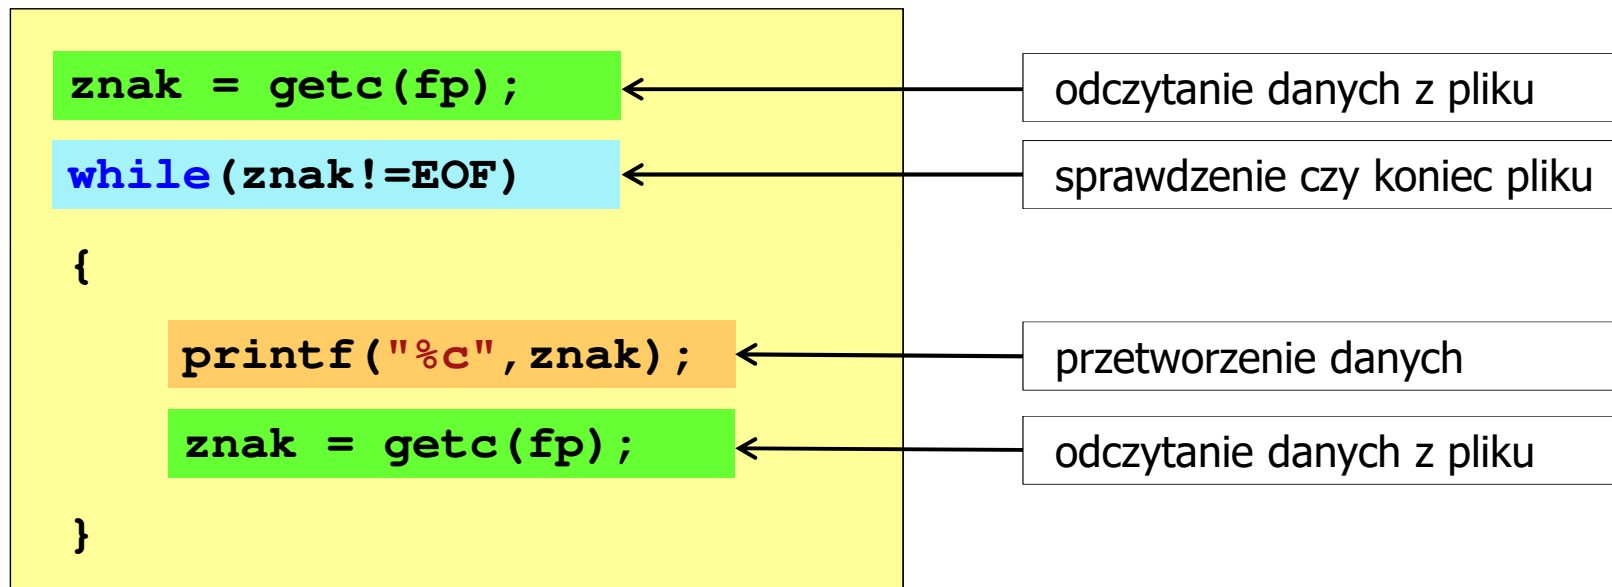 znak = getc(fp);
odczytanie danych z pliku
while(znak!=EOF)
sprawdzenie czy koniec pliku
{
printf("%c",znak);
przetworzenie danych
znak = getc(fp);
odczytanie danych z pliku
}